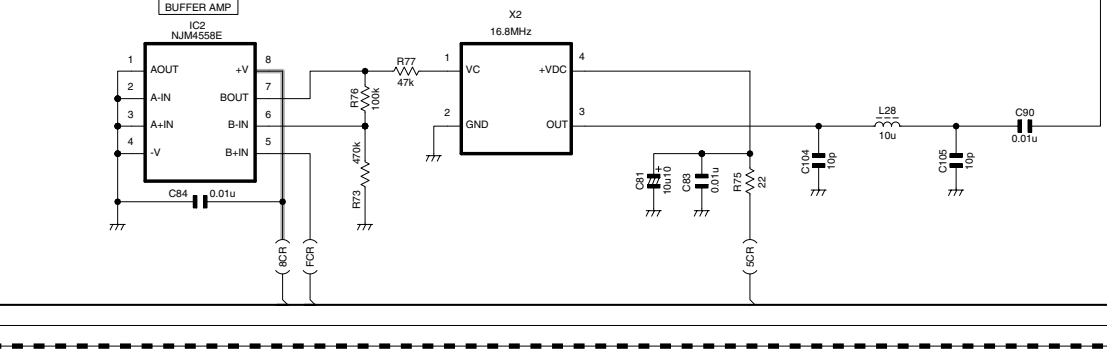 BUFFER AMP
IC2
NJM4558E
1
AOUT
+V
8
2
A-IN
BOUT
7
3
A+IN
B-IN
6
4
-V
B+IN
5
C84
0.01u
R76
100k
R77
47k
470k
R73
X2
16.8MHz
1
VC
+VDC
4
2
GND
OUT
3
C81
10u10
+
C83
0.01u
R75
22
C104
10p
L28
10u
C105
10p
C90
0.01u
8CR
FCR
5CR